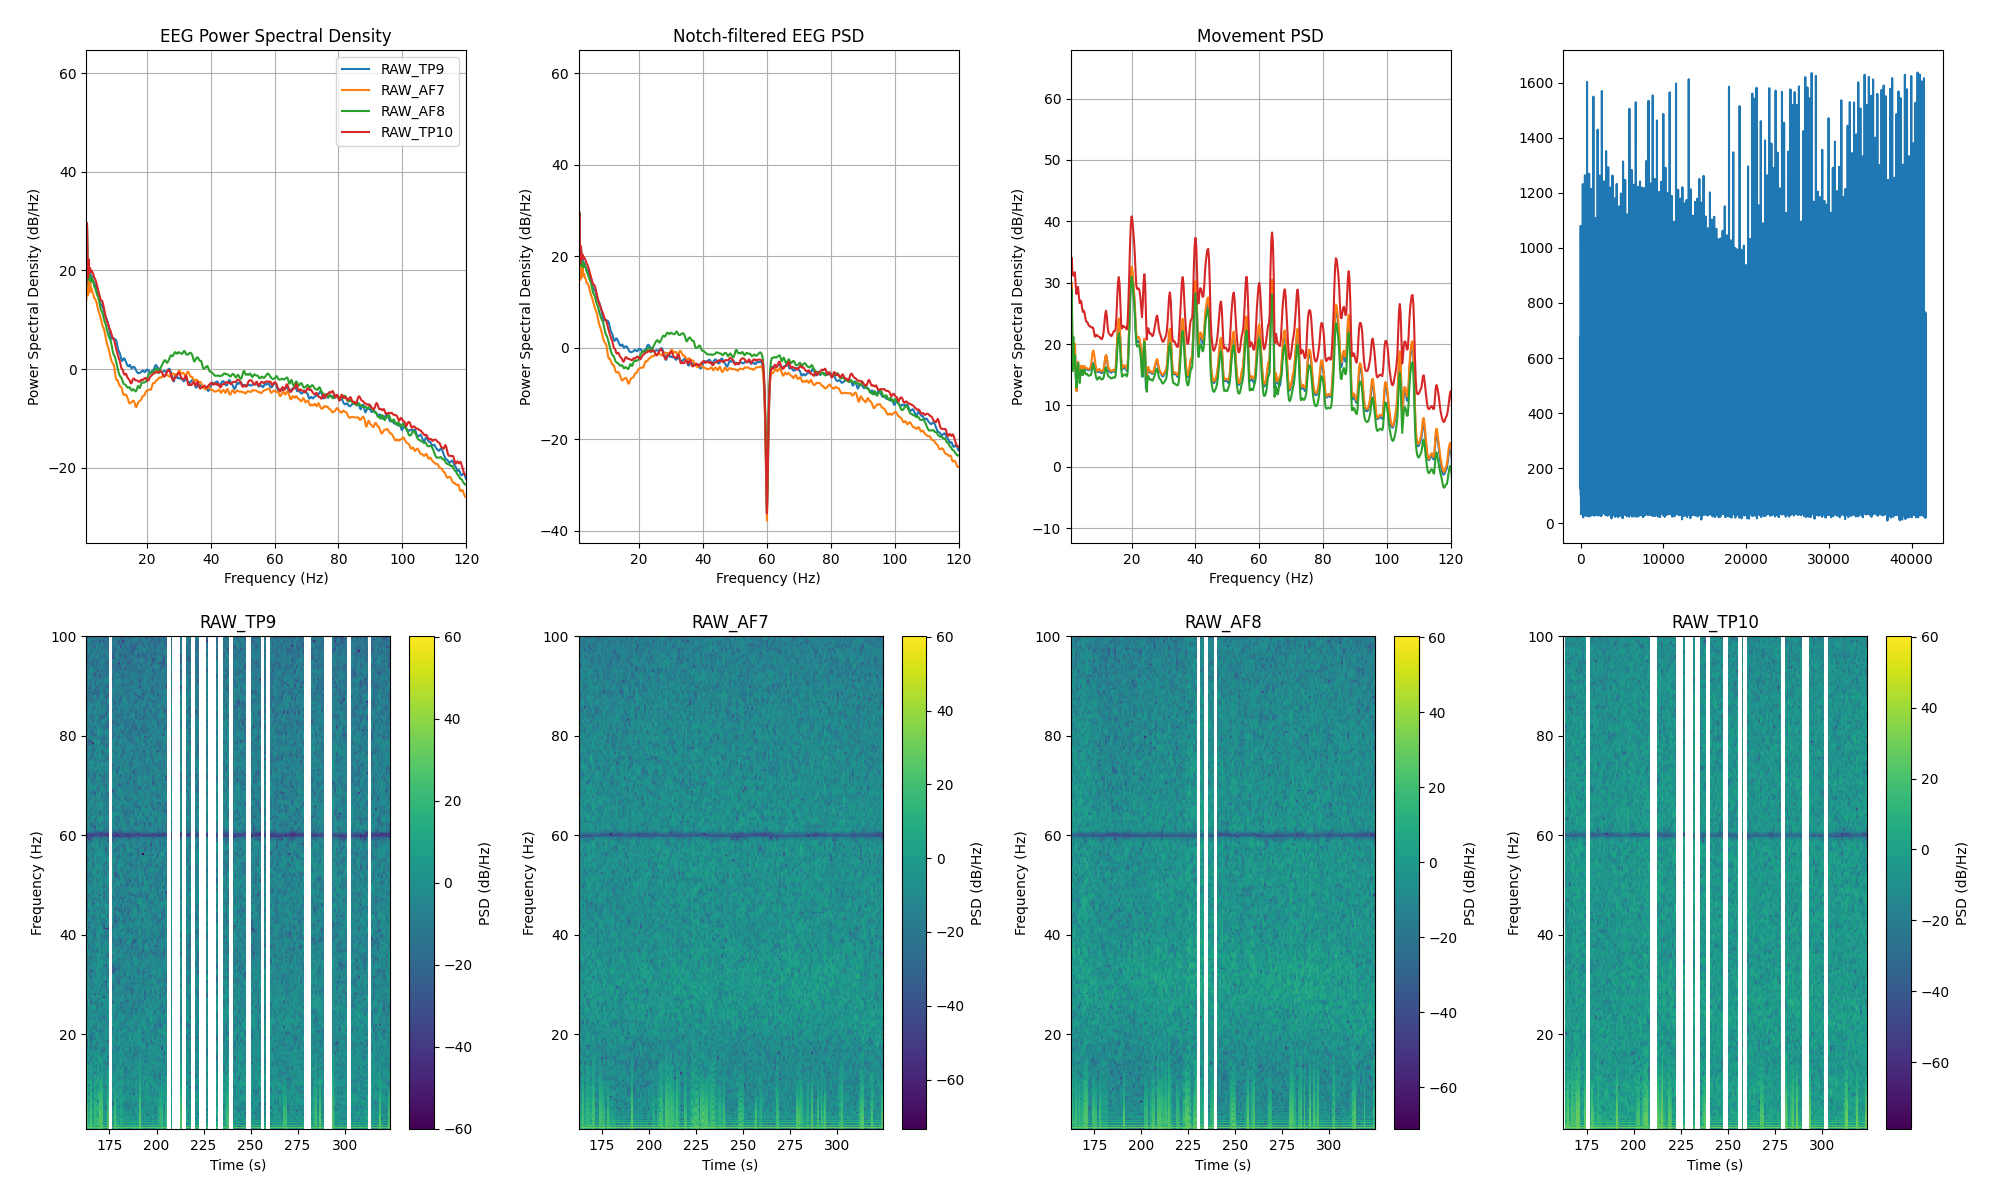 EEG Power Spectral Density
Power Spectral Density (dB/Hz)
60
40
20
0
−20
RAW_TP9
RAW_AF7
RAW_AF8
RAW_TP10
20 40 60 80 100 120
Frequency (Hz)
Notch-filtered EEG PSD
Power Spectral Density (dB/Hz)
60
40
20
0
−20
−40
20 40 60 80 100 120
Frequency (Hz)
Movement PSD
Power Spectral Density (dB/Hz)
60
50
40
30
20
10
0
−10
20 40 60 80 100 120
Frequency (Hz)
1600
1400
1200
1000
800
600
400
200
0
0 10000 20000 30000 40000
RAW_TP9
Frequency (Hz)
100
80
60
40
20
175 200 225 250 275 300
Time (s)
60
40
20
0
−20
−40
−60
PSD (dB/Hz)
RAW_AF7
Frequency (Hz)
100
80
60
40
20
175 200 225 250 275 300
Time (s)
60
40
20
0
−20
−40
−60
PSD (dB/Hz)
RAW_AF8
Frequency (Hz)
100
80
60
40
20
175 200 225 250 275 300
Time (s)
60
40
20
0
−20
−40
−60
PSD (dB/Hz)
RAW_TP10
Frequency (Hz)
100
80
60
40
20
175 200 225 250 275 300
Time (s)
60
40
20
0
−20
−40
−60
PSD (dB/Hz)